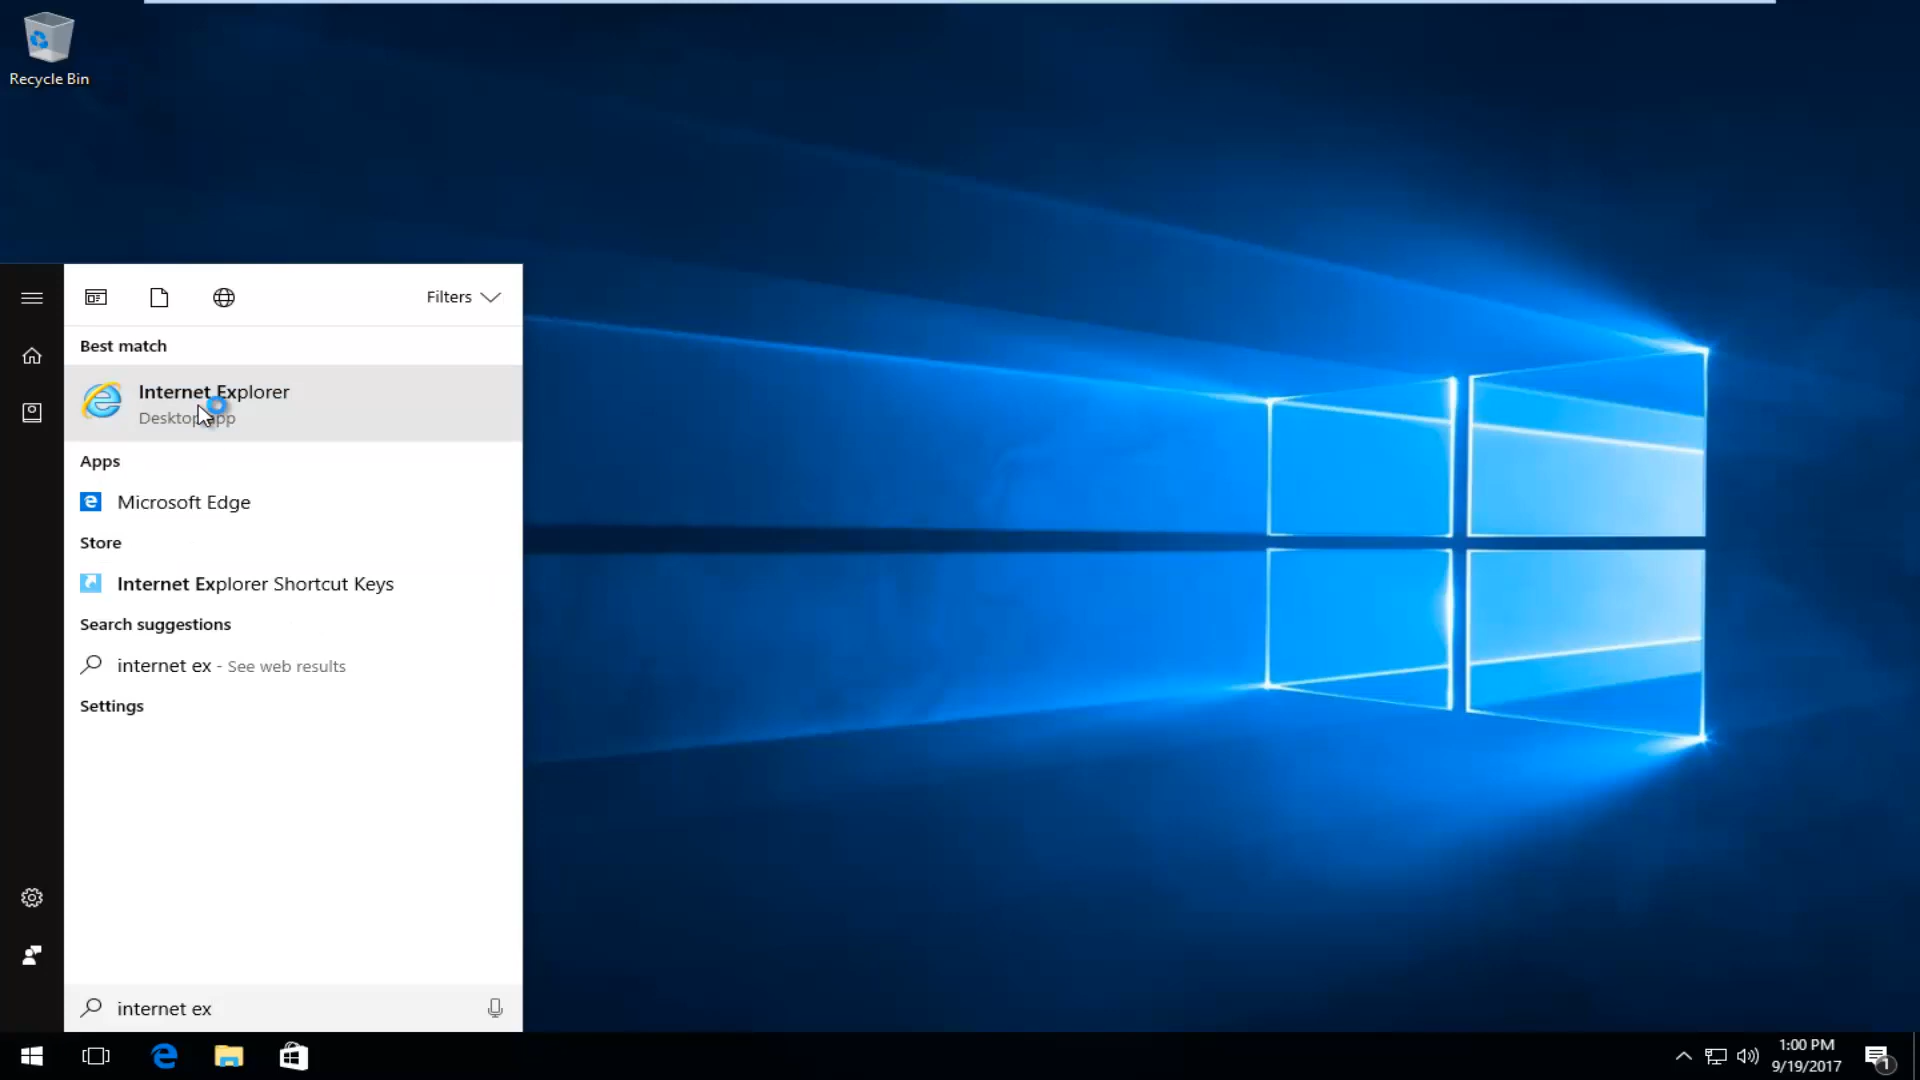 Recycle Bin
Filters
Best match
Internet Explorer
Desktop app
Apps
Microsoft Edge
Store
Internet Explorer Shortcut Keys
Search suggestions
internet ex - See web results
Settings
internet ex
1:00 PM
9/19/2017
1